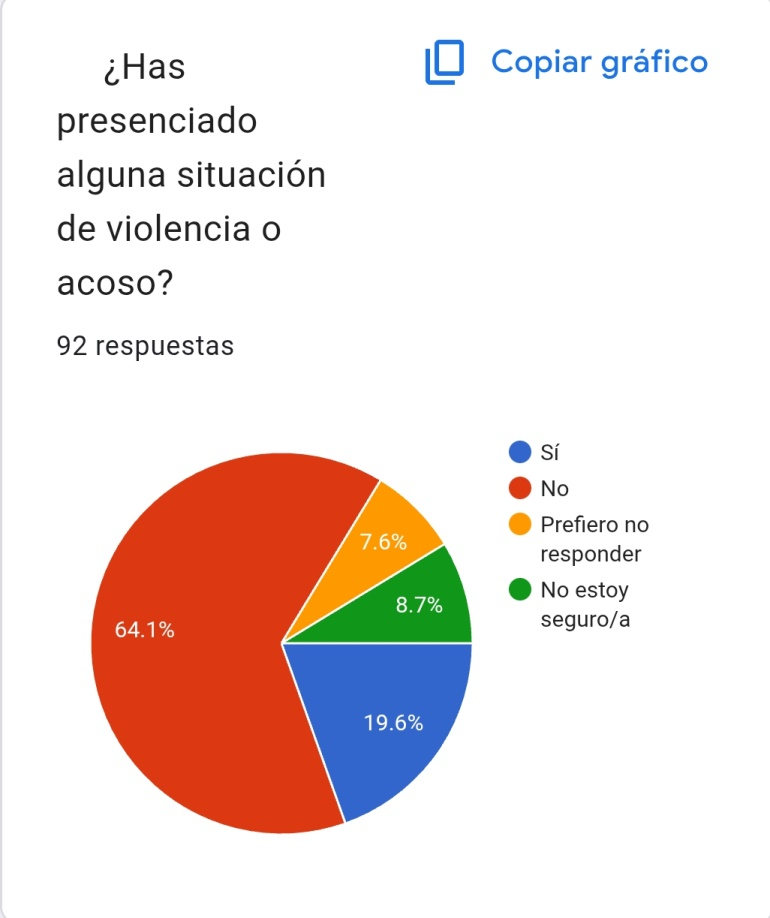 ¿Has
presenciado
alguna situación
de violencia o
acoso?
Copiar gráfico
92 respuestas
Sí
No
Prefiero no
responder
No estoy
seguro/a
7.6%
8.7%
64.1%
19.6%